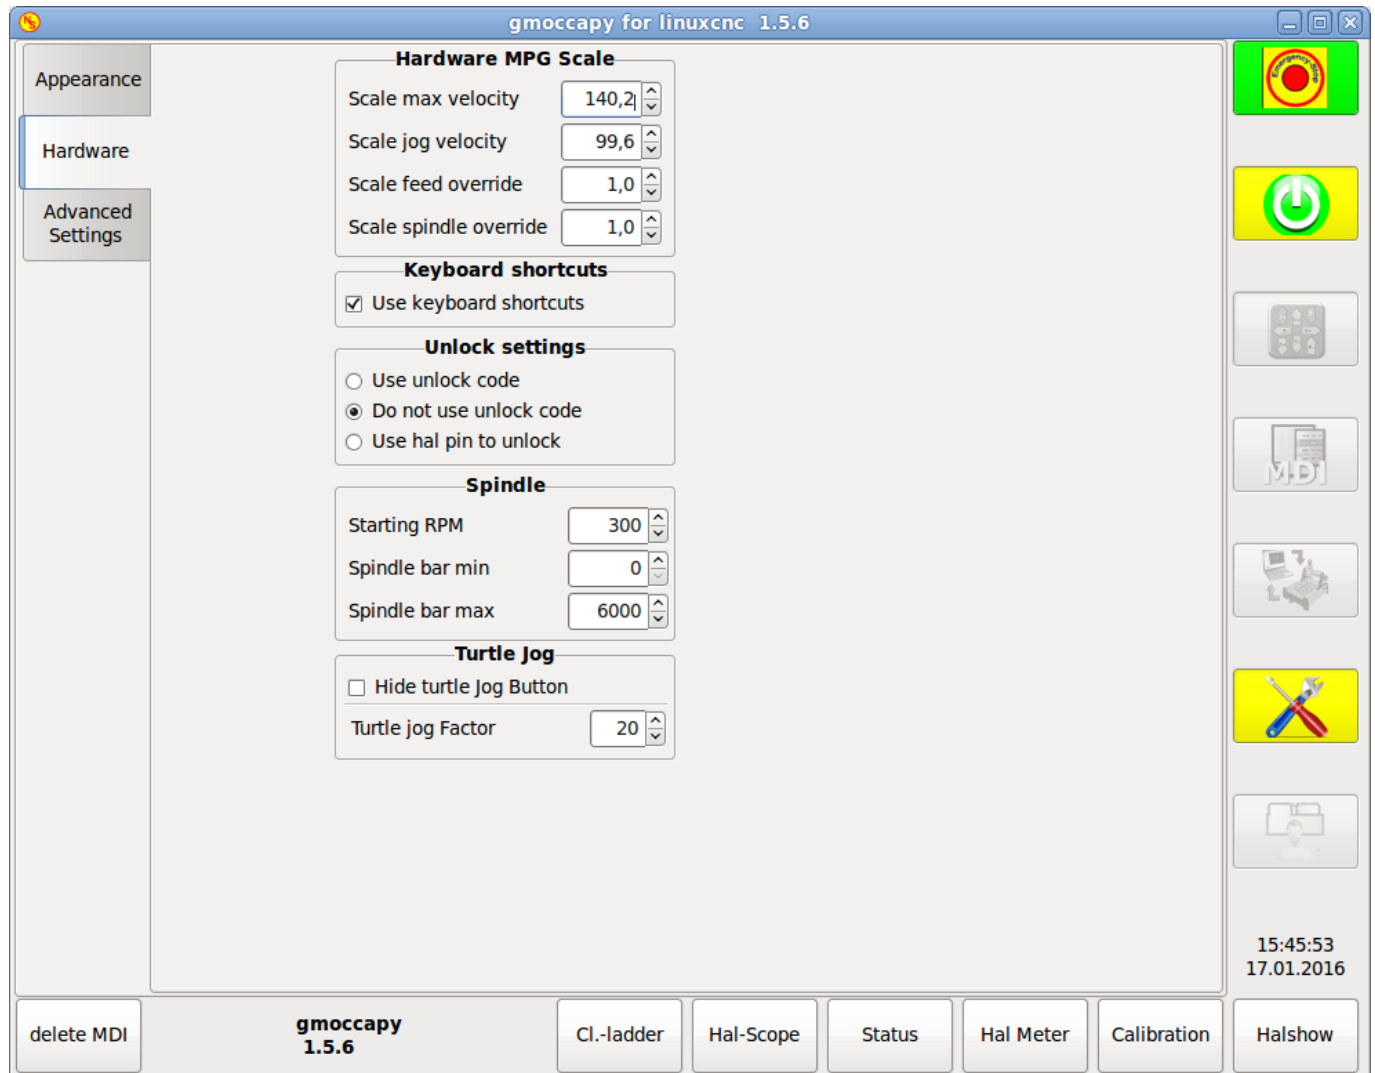 gmoccapy for linuxcnc 1.5.6
Appearance
Hardware
Advanced
Settings
Hardware MPG Scale
Scale max velocity 140,2
Scale jog velocity 99,6
Scale feed override 1,0
Scale spindle override 1,0
Keyboard shortcuts
Use keyboard shortcuts
Unlock settings
Use unlock code
Do not use unlock code
Use hal pin to unlock
Spindle
Starting RPM 300
Spindle bar min 0
Spindle bar max 6000
Turtle Jog
Hide turtle Jog Button
Turtle jog Factor 20
Emergency-Stop
MDI
15:45:53
17.01.2016
delete MDI
gmoccapy
1.5.6
Cl.-ladder
Hal-Scope
Status
Hal Meter
Calibration
Halshow